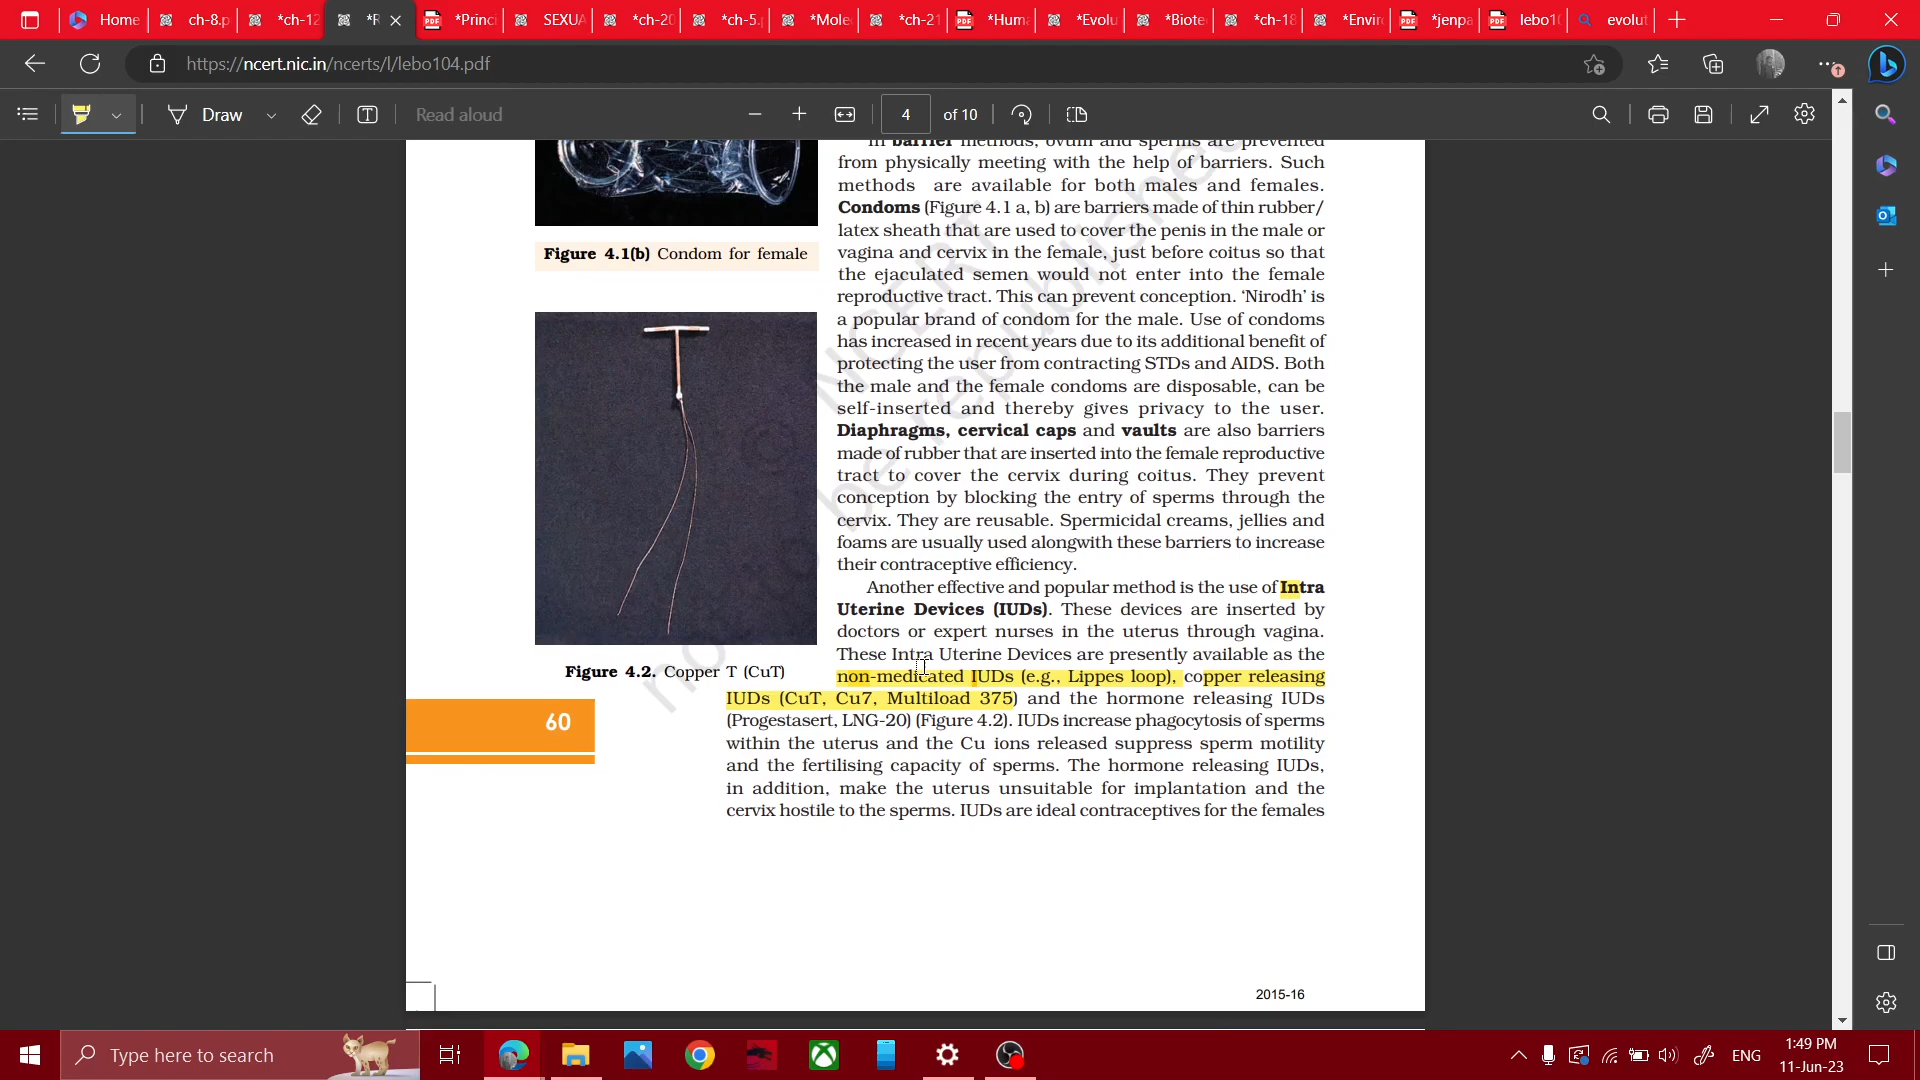 Home
ch-8.p
*ch-12
*R
*Princi
SEXUA
*ch-20
*ch-5.
*Mole
*ch-21
*Huma
*Evolu
*Biote
*ch-18
*Envir
*jenpa
lebo10
evolut
https://ncert.nic.in/ncerts/l/lebo104.pdf
Draw
Read aloud
4 of 10
In barrier methods, ovum and sperms are prevented
from physically meeting with the help of barriers. Such
methods are available for both males and females.
Condoms (Figure 4.1 a, b) are barriers made of thin rubber/
latex sheath that are used to cover the penis in the male or
vagina and cervix in the female, just before coitus so that
the ejaculated semen would not enter into the female
reproductive tract. This can prevent conception. ‘Nirodh’ is
a popular brand of condom for the male. Use of condoms
has increased in recent years due to its additional benefit of
protecting the user from contracting STDs and AIDS. Both
the male and the female condoms are disposable, can be
self-inserted and thereby gives privacy to the user.
Diaphragms, cervical caps and vaults are also barriers
made of rubber that are inserted into the female reproductive
tract to cover the cervix during coitus. They prevent
conception by blocking the entry of sperms through the
cervix. They are reusable. Spermicidal creams, jellies and
foams are usually used alongwith these barriers to increase
their contraceptive efficiency.
Another effective and popular method is the use of Intra
Uterine Devices (IUDs). These devices are inserted by
doctors or expert nurses in the uterus through vagina.
These Intra Uterine Devices are presently available as the
non-medicated IUDs (e.g., Lippes loop), copper releasing
IUDs (CuT, Cu7, Multiload 375) and the hormone releasing IUDs
(Progestasert, LNG-20) (Figure 4.2). IUDs increase phagocytosis of sperms
within the uterus and the Cu ions released suppress sperm motility
and the fertilising capacity of sperms. The hormone releasing IUDs,
in addition, make the uterus unsuitable for implantation and the
cervix hostile to the sperms. IUDs are ideal contraceptives for the females
Figure 4.1(b) Condom for female
Figure 4.2. Copper T (CuT)
60
© NCERT
not to be republished
2015-16
Type here to search
ENG
1:49 PM
11-Jun-23